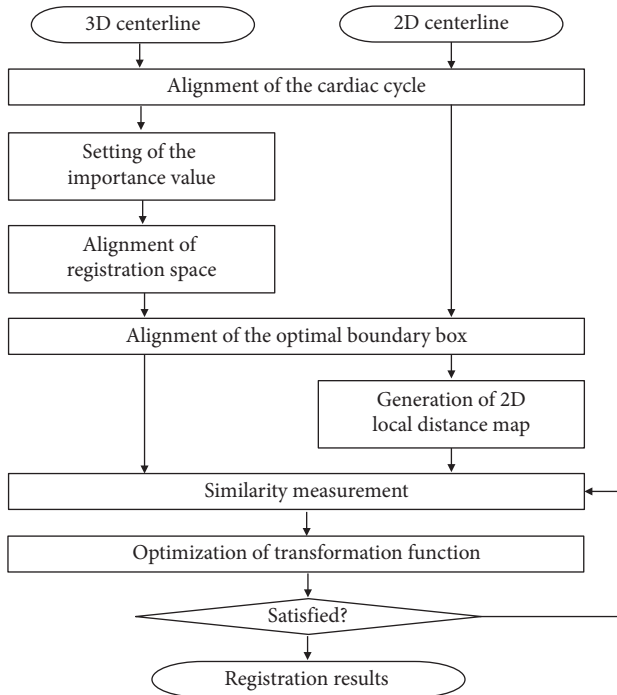 3D centerline
2D centerline
Alignment of the cardiac cycle
Setting of the
importance value
Alignment of
registration space
Alignment of the optimal boundary box
Generation of 2D
local distance map
Similarity measurement
Optimization of transformation function
Satisfied?
Registration results